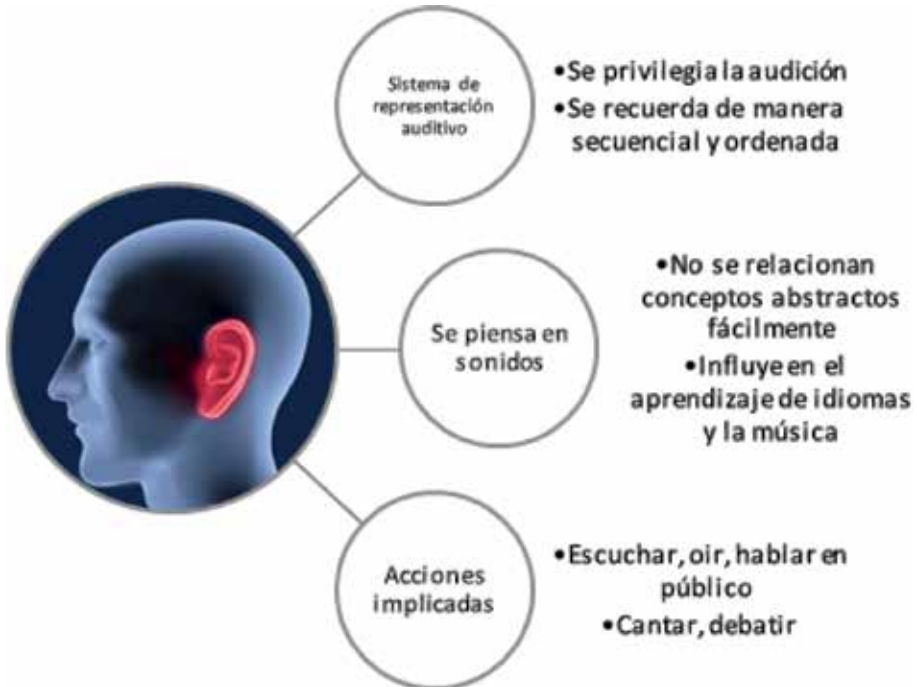 Sistema de
representación
auditivo
•Se privilegia la audición
•Se recuerda de manera
secuencial y ordenada
Se piensa en
sonidos
•No se relacionan
conceptos abstractos
fácilmente
•Influye en el
aprendizaje de idiomas
y la música
Acciones
implicadas
•Escuchar, oir, hablar en
público
•Cantar, debatir